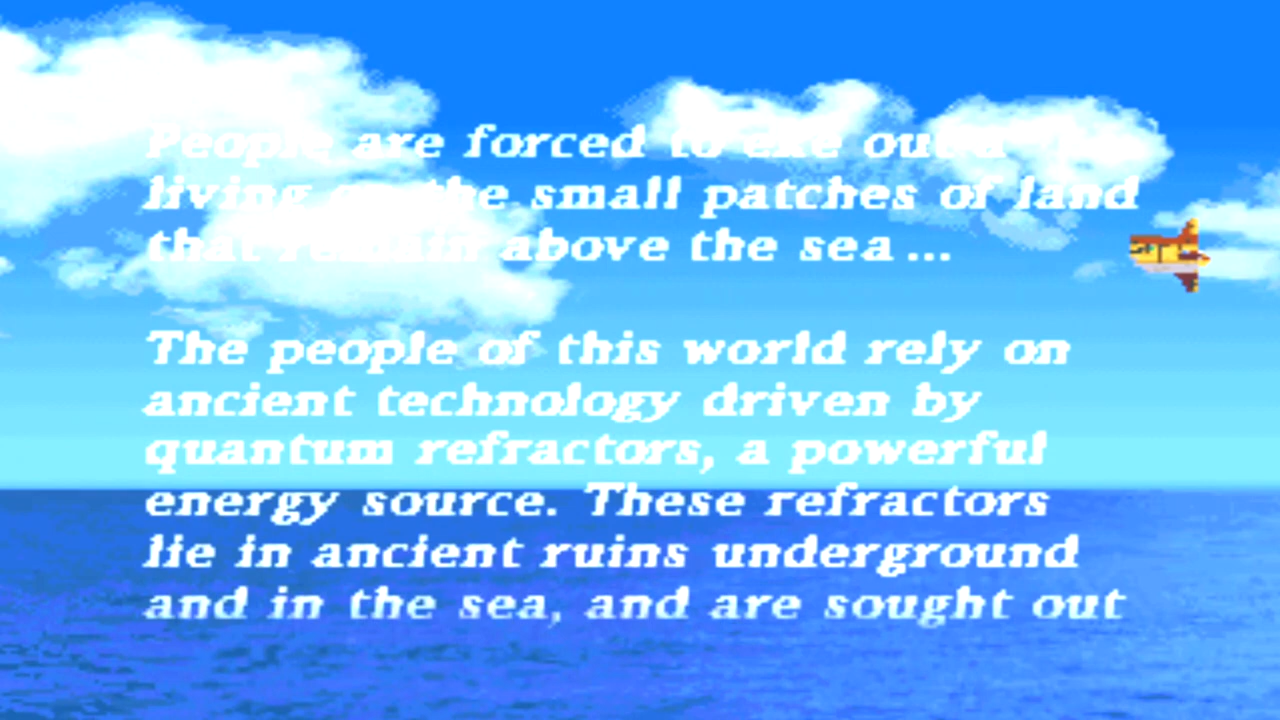 People are forced to eke out a
living on the small patches of land
that remain above the sea...
The people of this world rely on
ancient technology driven by
quantum refractors, a powerful
energy source. These refractors
lie in ancient ruins underground
and in the sea, and are sought out